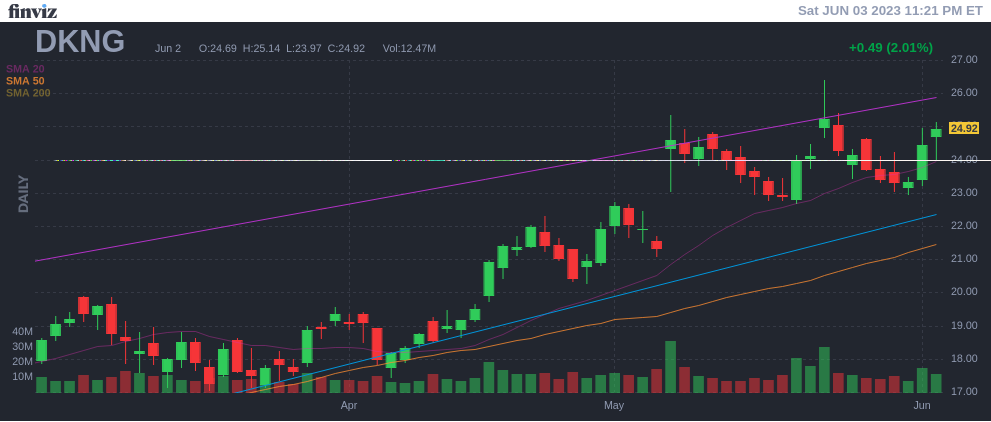 finviz
Sat JUN 03 2023 11:21 PM ET
DKNG
Jun 2 O:24.69 H:25.14 L:23.97 C:24.92 Vol:12.47M
+0.49 (2.01%)
SMA 20
SMA 50
SMA 200
DAILY
27.00
26.00
24.92
24.00
23.00
22.00
21.00
20.00
19.00
18.00
17.00
40M
30M
20M
10M
Apr
May
Jun